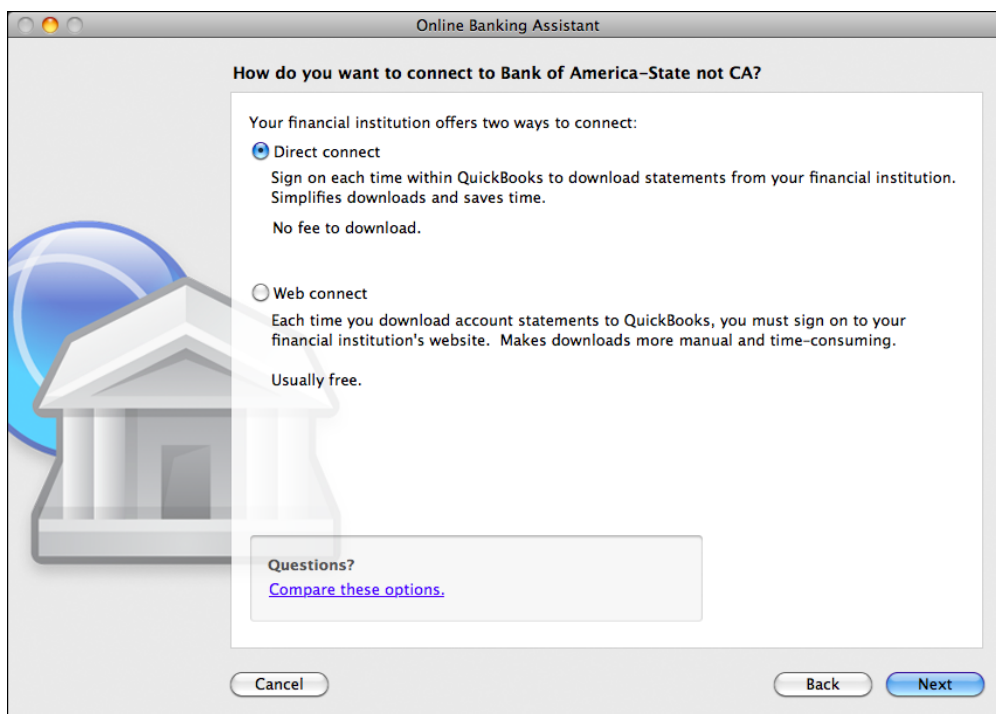 Online Banking Assistant
How do you want to connect to Bank of America-State not CA?
Your financial institution offers two ways to connect:
Direct connect
Sign on each time within QuickBooks to download statements from your financial institution.
Simplifies downloads and saves time.
No fee to download.
Web connect
Each time you download account statements to QuickBooks, you must sign on to your
financial institution's website.  Makes downloads more manual and time-consuming.
Usually free.
Questions?
Compare these options.
Cancel
Back
Next